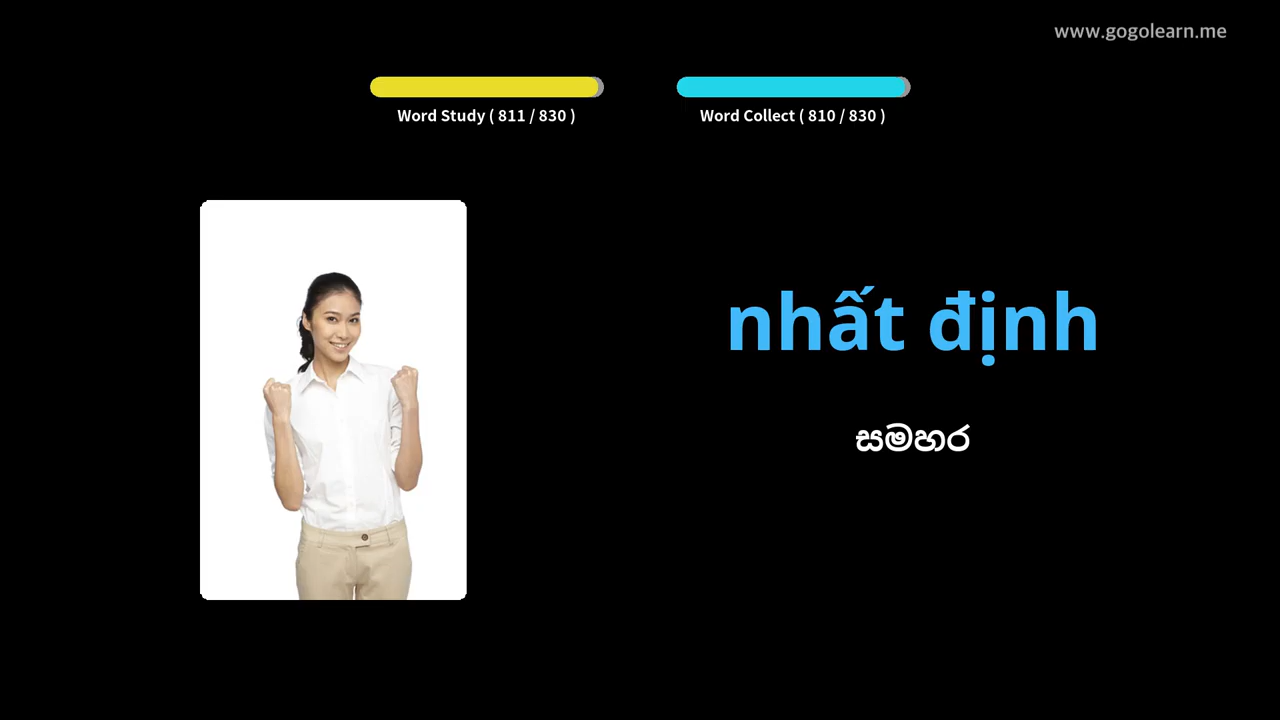 www.gogolearn.me
Word Study ( 811 / 830 )
Word Collect ( 810 / 830 )
nhất định
සමහර